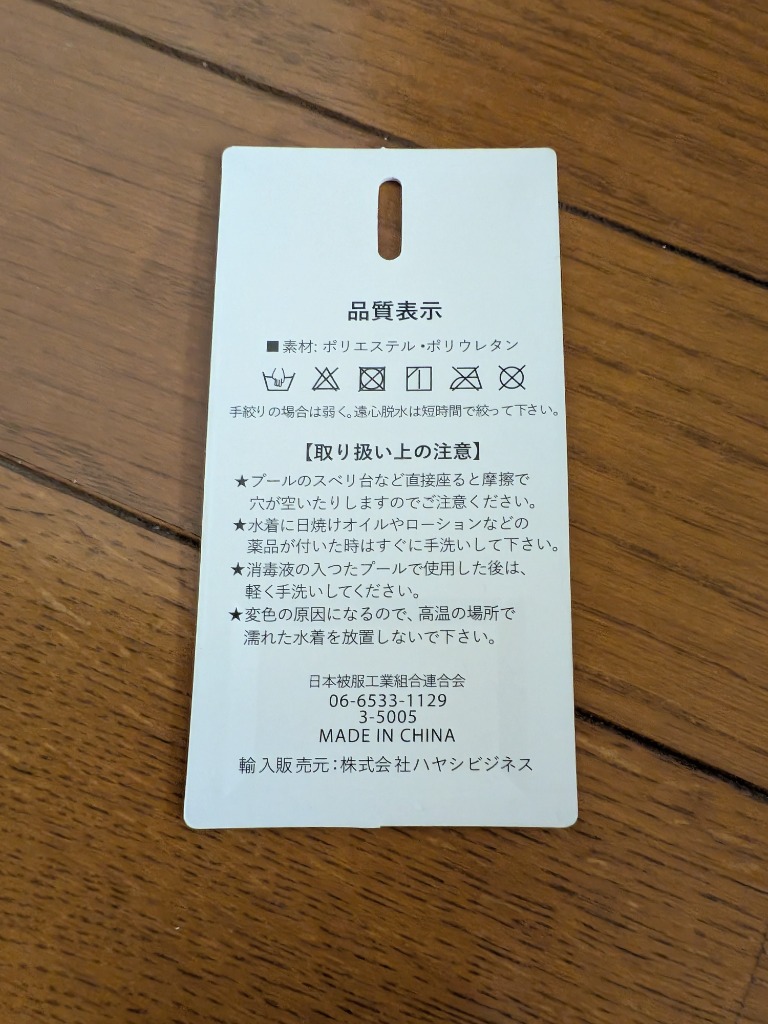 品質表示
■素材: ポリエステル・ポリウレタン
手絞りの場合は弱く。遠心脱水は短時間で絞って下さい。
【取り扱い上の注意】
★プールのスベリ台など直接座ると摩擦で
穴が空いたりしますのでご注意ください。
★水着に日焼けオイルやローションなどの
薬品が付いた時はすぐに手洗いして下さい。
★消毒液の入つたプールで使用した後は、
軽く手洗いしてください。
★変色の原因になるので、高温の場所で
濡れた水着を放置しないで下さい。
日本被服工業組合連合会
06-6533-1129
3-5005
MADE IN CHINA
輸入販売元：株式会社ハヤシビジネス